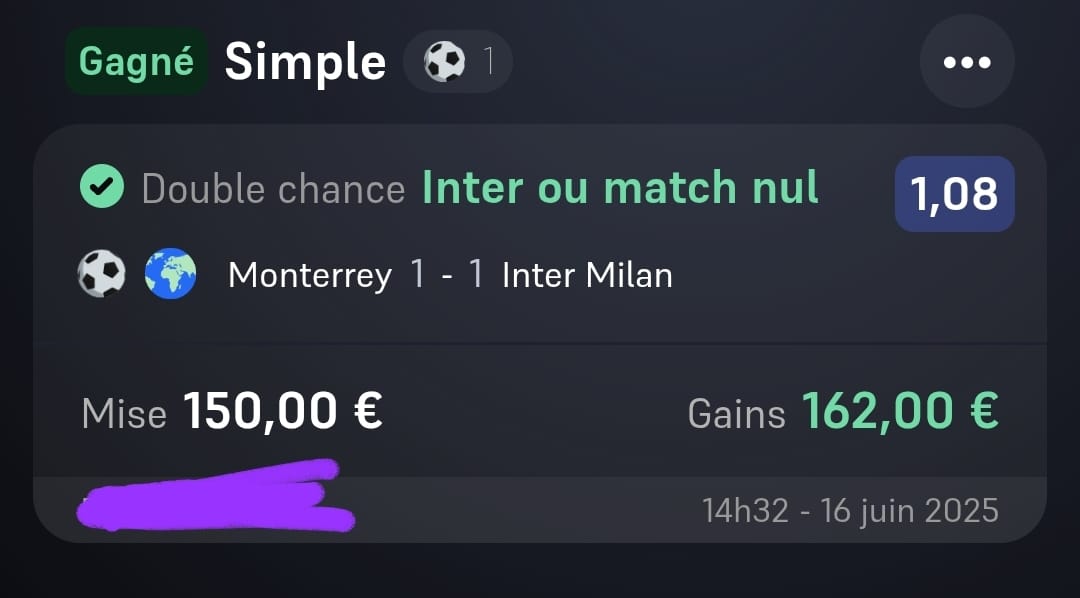 Gagné Simple 1
Double chance Inter ou match nul 1,08
Monterrey 1 - 1 Inter Milan
Mise 150,00 € Gains 162,00 €
14h32 - 16 juin 2025